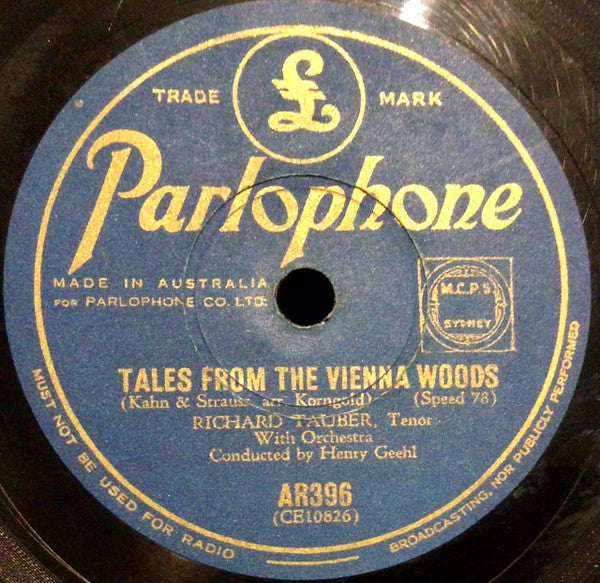 £
TRADE MARK
Parlophone
MADE IN AUSTRALIA
FOR PARLOPHONE CO. LTD.
M.C.P.S
SYDNEY
TALES FROM THE VIENNA WOODS
(Kahn & Strauss arr. Korngold) (Speed 78)
RICHARD TAUBER, Tenor
With Orchestra
Conducted by Henry Geehl
AR396
(CE10826)
MUST NOT BE USED FOR RADIO — BROADCASTING, NOR PUBLICLY PERFORMED